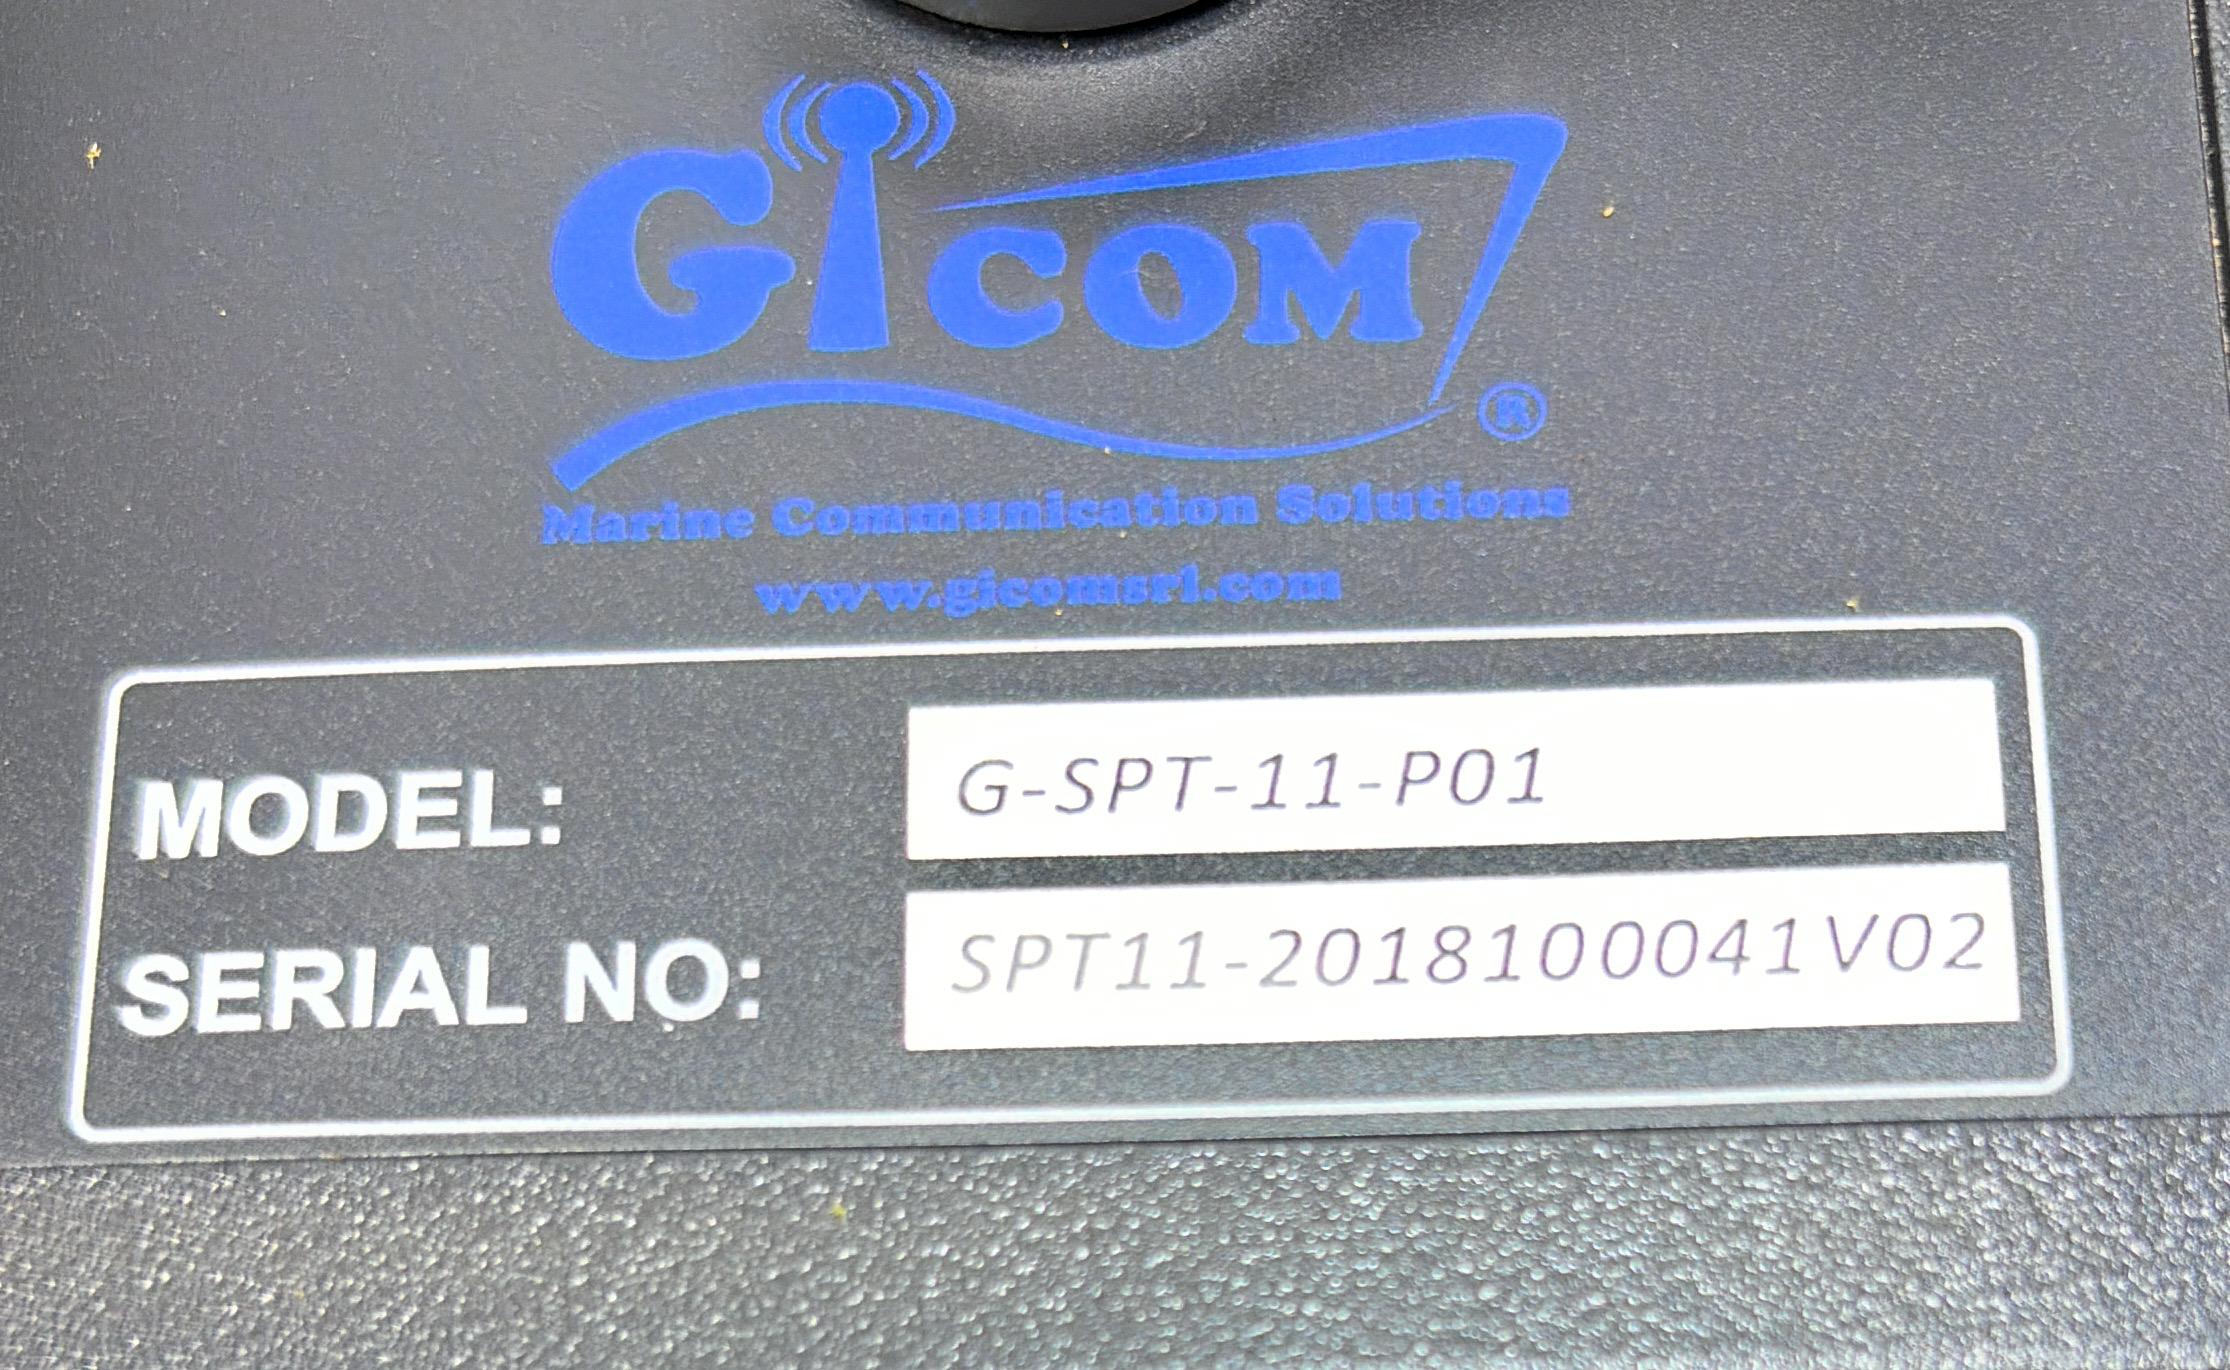 GICOM
®
Marine Communication Solutions
www.gicomsrl.com
MODEL: G-SPT-11-P01
SERIAL NO: SPT11-2018100041V02